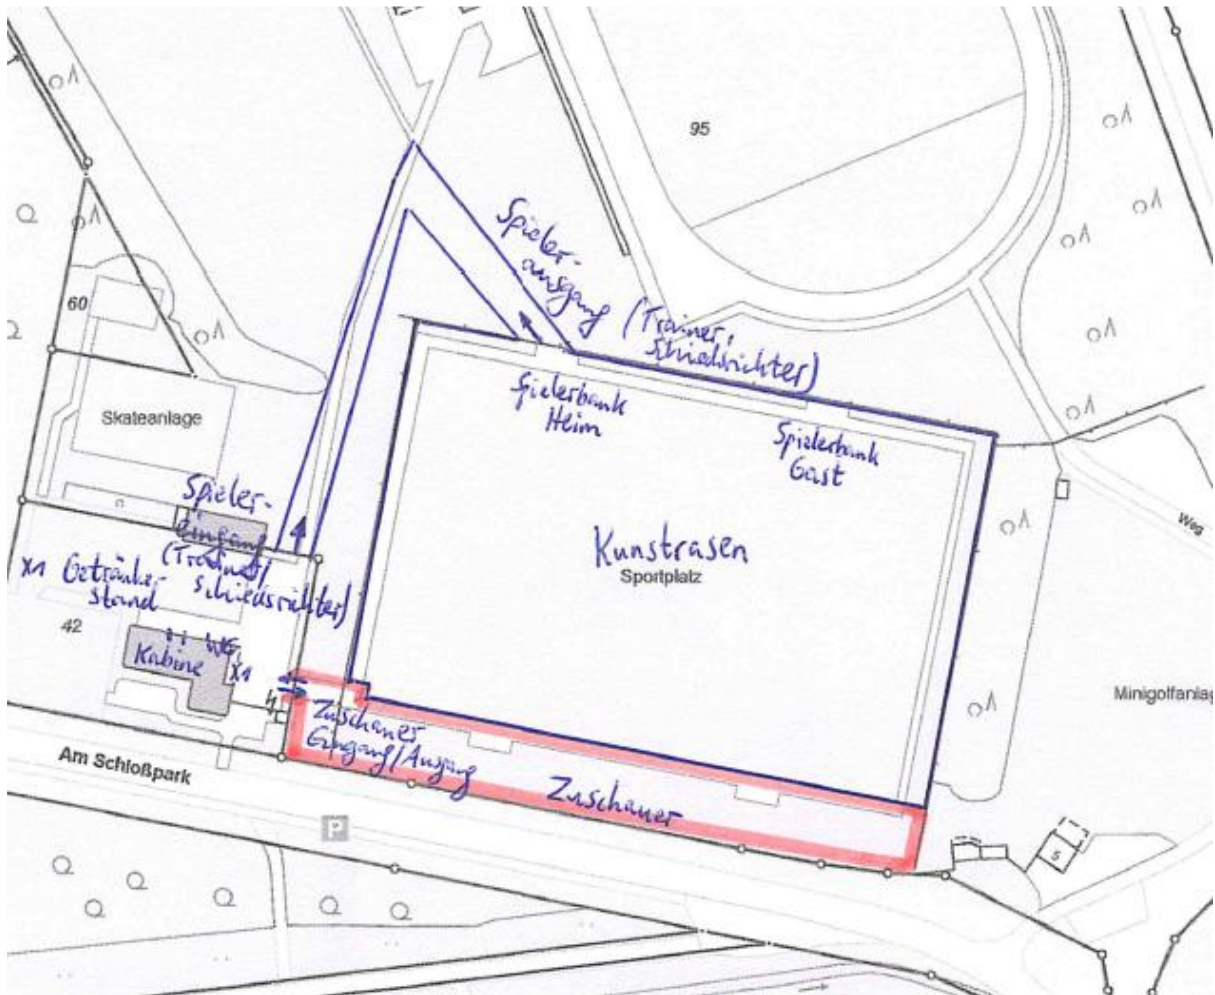 95
Spieler-
ausgang
(Trainer,
Schiedsrichter)
60
Skateanlage
Spielerbank
Heim
Spielerbank
Gast
Spieler-
eingang
(Trainer,
Schiedsrichter)
Weg
Kunstrasen
Sportplatz
X1 Getränke-
stand
42
Kabine
WC
X1
Minigolfanlag
Zuschauer
Eingang/Ausgang
Zuschauer
Am Schloßpark
P
5